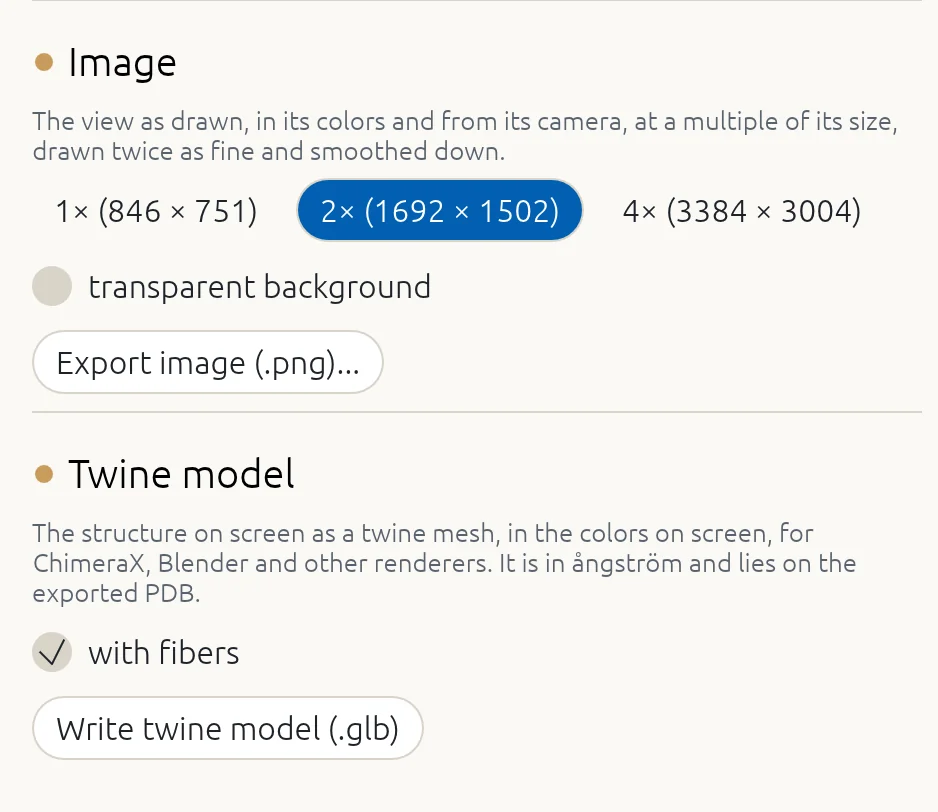 Image
The view as drawn, in its colors and from its camera, at a multiple of its size,
drawn twice as fine and smoothed down.
1× (846 × 751) 2× (1692 × 1502) 4× (3384 × 3004)
transparent background
Export image (.png)...
Twine model
The structure on screen as a twine mesh, in the colors on screen, for
ChimeraX, Blender and other renderers. It is in ångström and lies on the
exported PDB.
with fibers
Write twine model (.glb)